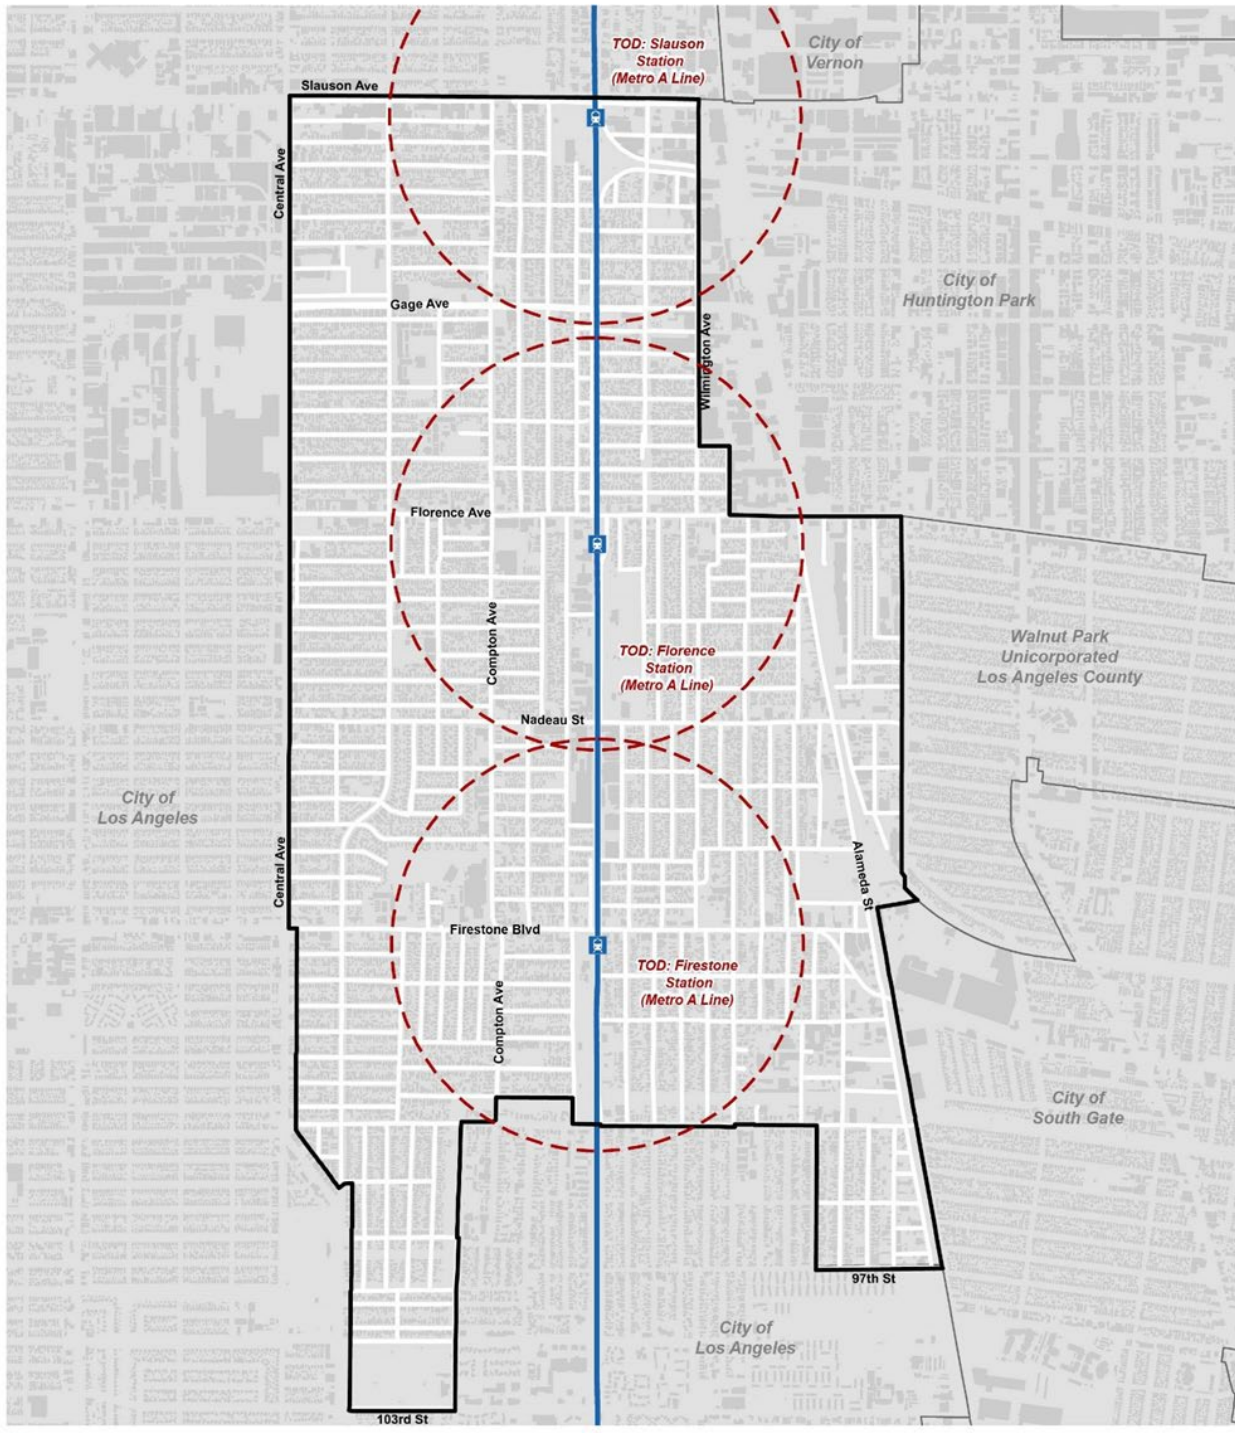 TOD: Slauson
Station
(Metro A Line)
City of
Vernon
Slauson Ave
Central Ave
City of
Huntington Park
Gage Ave
Wilmington Ave
Florence Ave
Compton Ave
TOD: Florence
Station
(Metro A Line)
Walnut Park
Unicorporated
Los Angeles County
Nadeau St
City of
Los Angeles
Central Ave
Alameda St
Firestone Blvd
TOD: Firestone
Station
(Metro A Line)
Compton Ave
City of
South Gate
97th St
City of
Los Angeles
103rd St